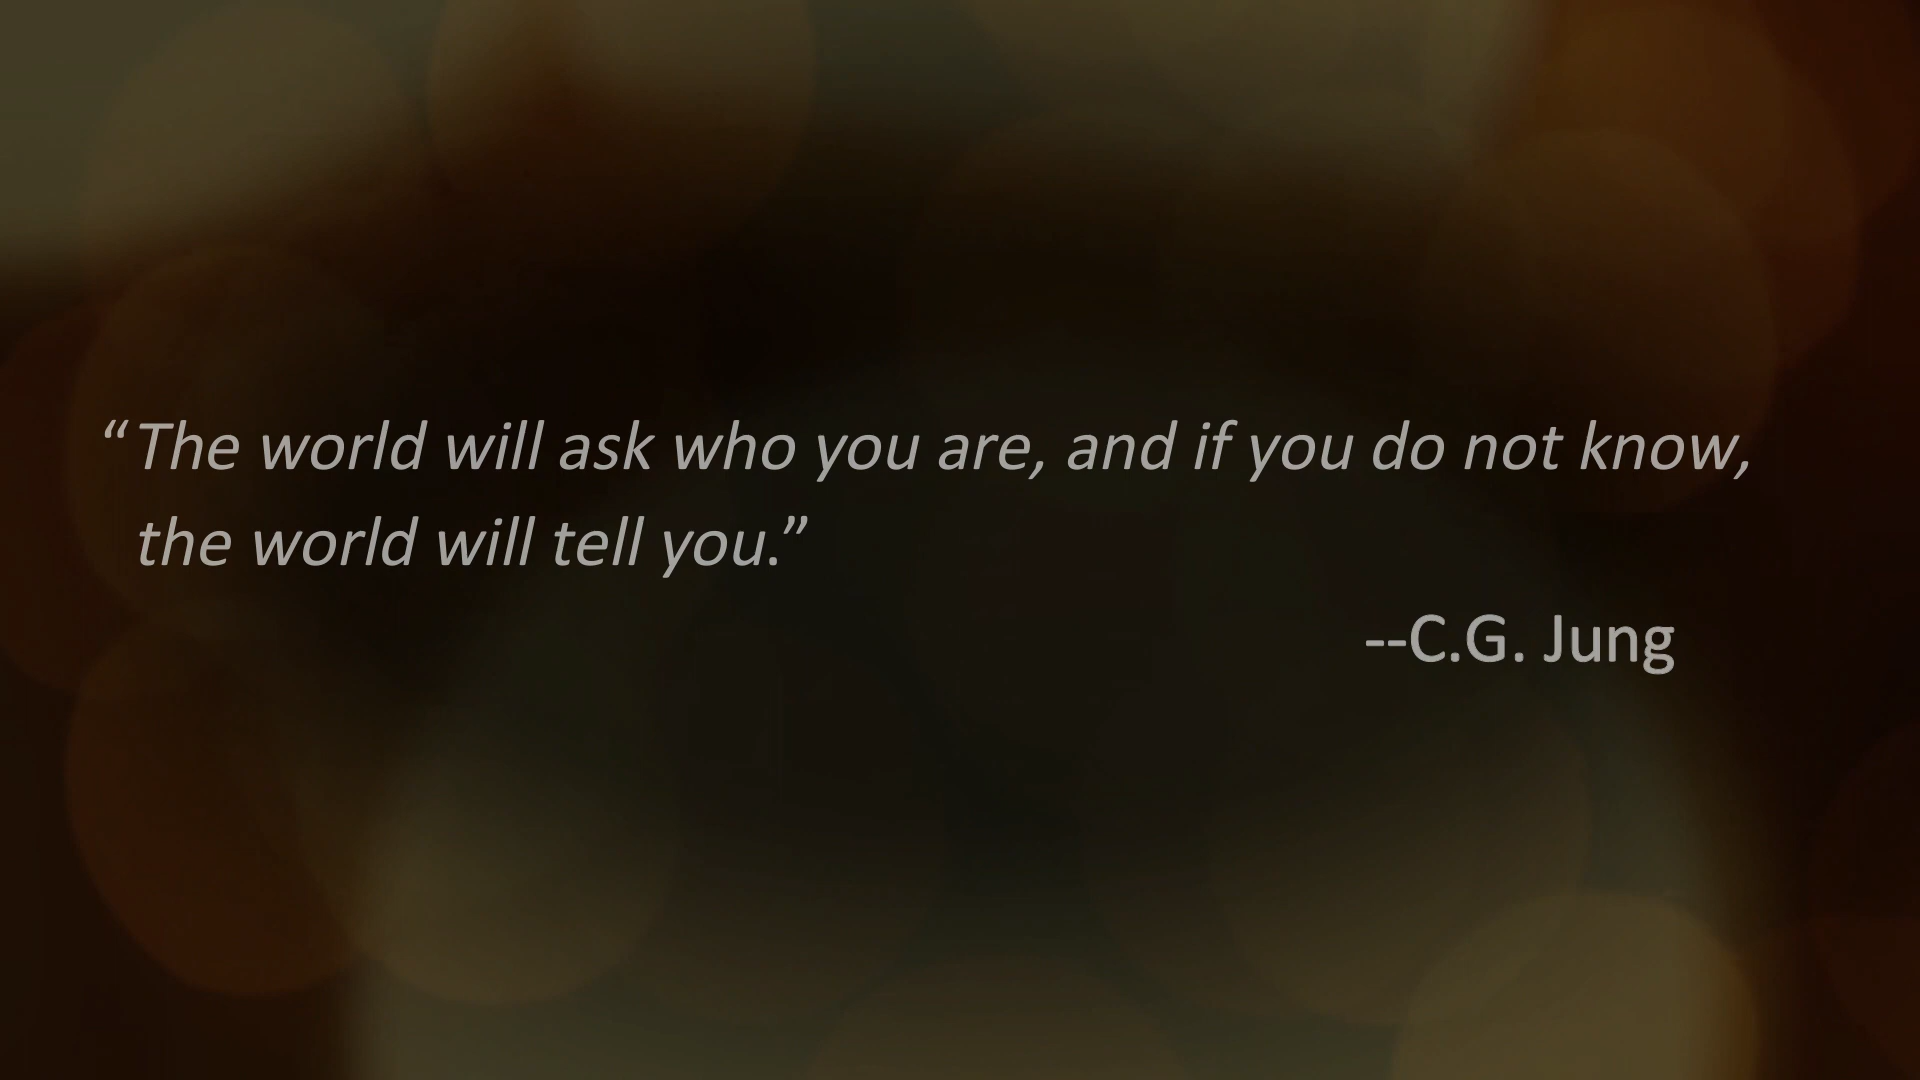 “The world will ask who you are, and if you do not know,
the world will tell you.”
--C.G. Jung